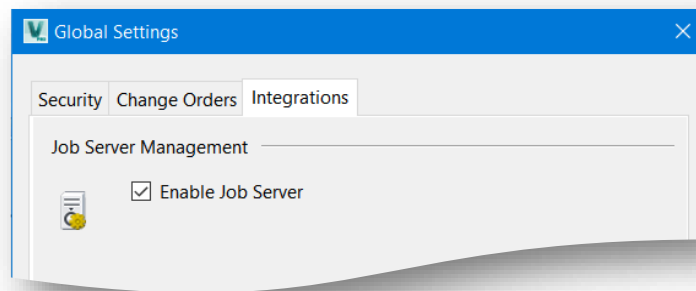 Global Settings
Security Change Orders Integrations
Job Server Management
Enable Job Server